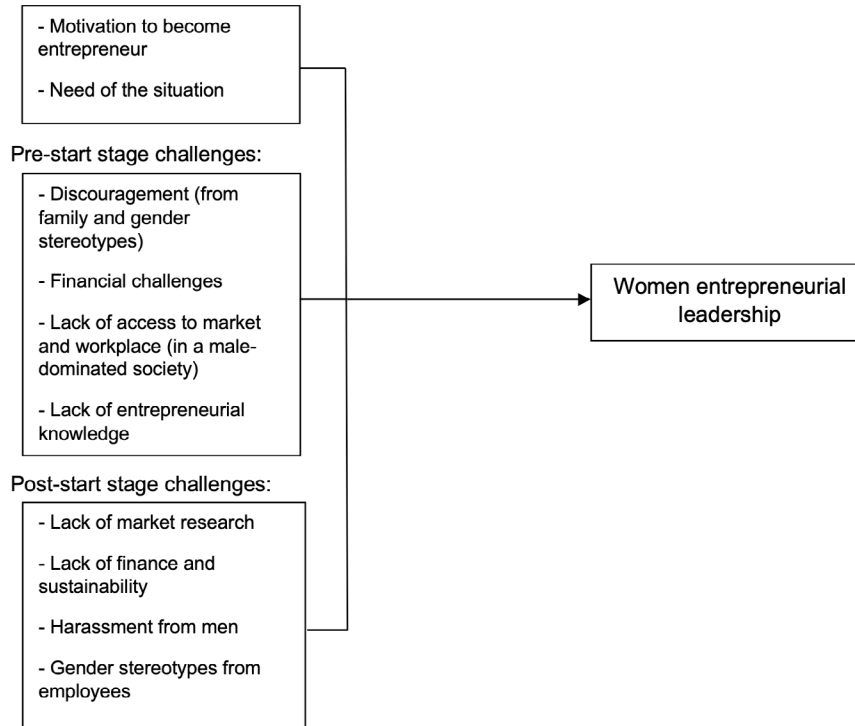 - Motivation to become
entrepreneur
- Need of the situation
Pre-start stage challenges:
- Discouragement (from
family and gender
stereotypes)
- Financial challenges
- Lack of access to market
and workplace (in a male-
dominated society)
- Lack of entrepreneurial
knowledge
Women entrepreneurial
leadership
Post-start stage challenges:
- Lack of market research
- Lack of finance and
sustainability
- Harassment from men
- Gender stereotypes from
employees